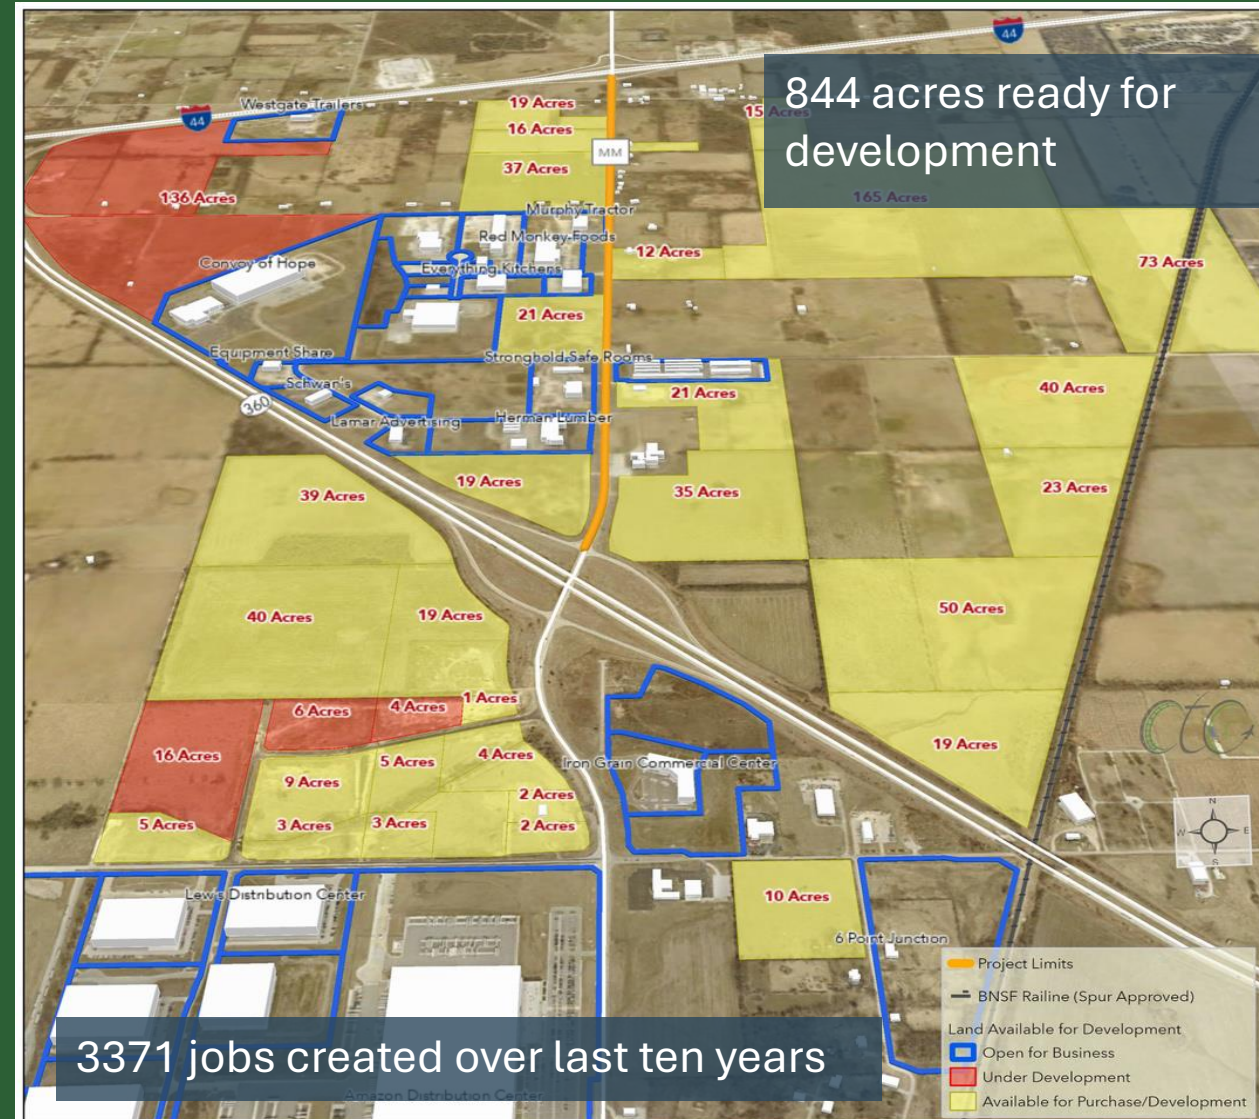 44
844 acres ready for
development
Westgate Trailers
19 Acres
15 Acres
44
16 Acres
MM
37 Acres
136 Acres
165 Acres
Murphy Tractor
Red Monkey Foods
12 Acres
73 Acres
Convoy of Hope
Everything Kitchens
21 Acres
Equipment Share
Stronghold Safe Rooms
Schwan's
21 Acres
40 Acres
360
Lamar Advertising
Herman Lumber
19 Acres
39 Acres
35 Acres
23 Acres
50 Acres
40 Acres
19 Acres
1 Acres
6 Acres
4 Acres
CTC
16 Acres
5 Acres
4 Acres
19 Acres
Iron Grain Commercial Center
9 Acres
2 Acres
N
5 Acres
3 Acres
3 Acres
2 Acres
W
E
S
Lew's Distribution Center
10 Acres
6 Point Junction
Project Limits
BNSF Railine (Spur Approved)
Land Available for Development
Open for Business
Under Development
Available for Purchase/Development
3371 jobs created over last ten years
Amazon Distribution Center